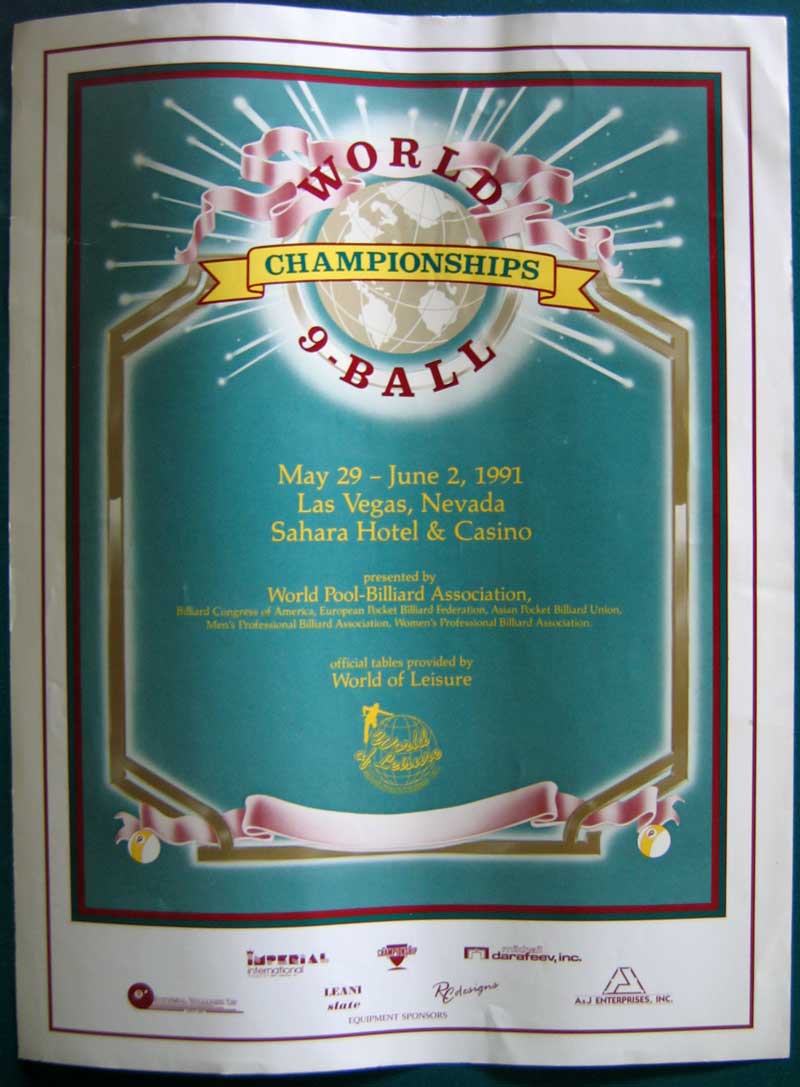 WORLD
CHAMPIONSHIPS
9-BALL
May 29 – June 2, 1991
Las Vegas, Nevada
Sahara Hotel & Casino
presented by
World Pool-Billiard Association,
Billiard Congress of America, European Pocket Billiard Federation, Asian Pocket Billiard Union,
Men's Professional Billiard Association, Women's Professional Billiard Association.
official tables provided by
World of Leisure
World
of Leisure
IMPERIAL
international
CHAMPION
mikhail
darafeev, inc.
LEANI
slate
RC designs
A&J ENTERPRISES, INC.
EQUIPMENT SPONSORS